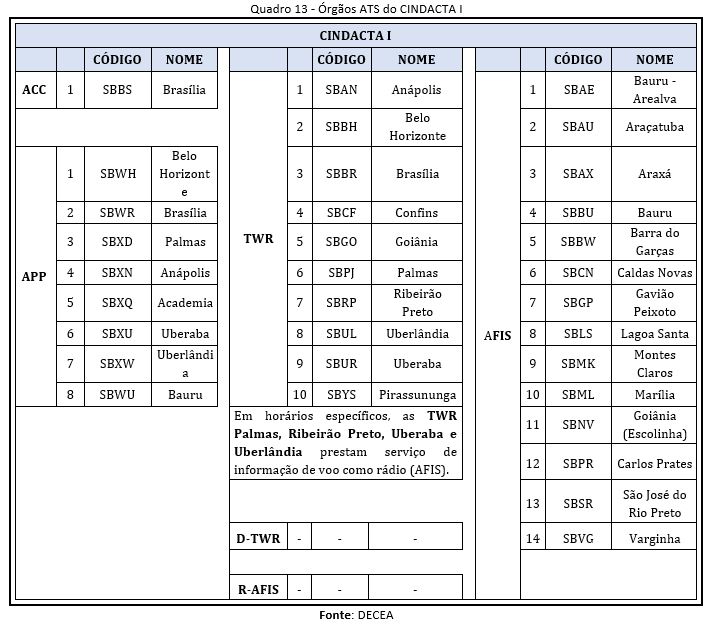 Quadro 13 - Órgãos ATS do CINDACTA I
CINDACTA I
CÓDIGO NOME
ACC 1 SBBS Brasília
APP
1 SBWH Belo
Horizont
e
2 SBWR Brasília
3 SBXD Palmas
4 SBXN Anápolis
5 SBXQ Academia
6 SBXU Uberaba
7 SBXW Uberlândi
a
8 SBWU Bauru
CÓDIGO NOME
TWR
1 SBAN Anápolis
2 SBBH Belo
Horizonte
3 SBBR Brasília
4 SBCF Confins
5 SBGO Goiânia
6 SBPJ Palmas
7 SBRP Ribeirão
Preto
8 SBUL Uberlândia
9 SBUR Uberaba
10 SBYS Pirassununga
Em horários específicos, as TWR
Palmas, Ribeirão Preto, Uberaba e
Uberlândia prestam serviço de
informação de voo como rádio (AFIS).
D-TWR - - -
R-AFIS - - -
CÓDIGO NOME
AFIS
1 SBAE Bauru -
Arealva
2 SBAU Araçatuba
3 SBAX Araxá
4 SBBU Bauru
5 SBBW Barra do
Garças
6 SBCN Caldas Novas
7 SBGP Gavião
Peixoto
8 SBLS Lagoa Santa
9 SBMK Montes
Claros
10 SBML Marília
11 SBNV Goiânia
(Escolinha)
12 SBPR Carlos Prates
13 SBSR São José do
Rio Preto
14 SBVG Varginha
Fonte: DECEA